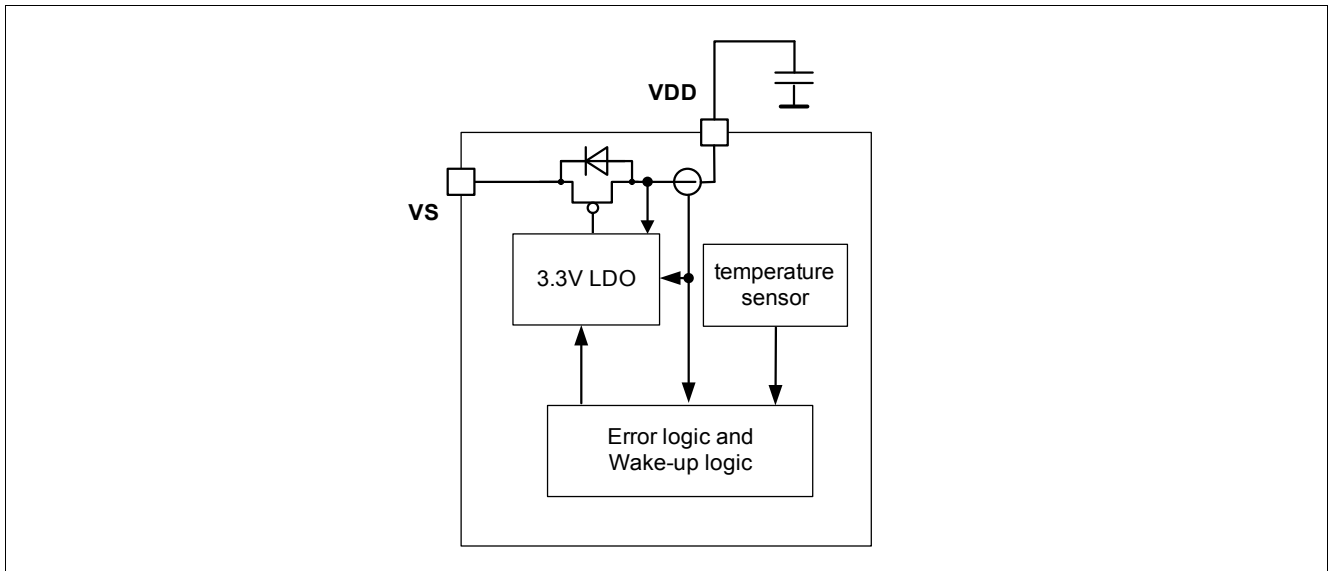 VDD
VS
3.3V LDO
temperature
sensor
Error logic and
Wake-up logic